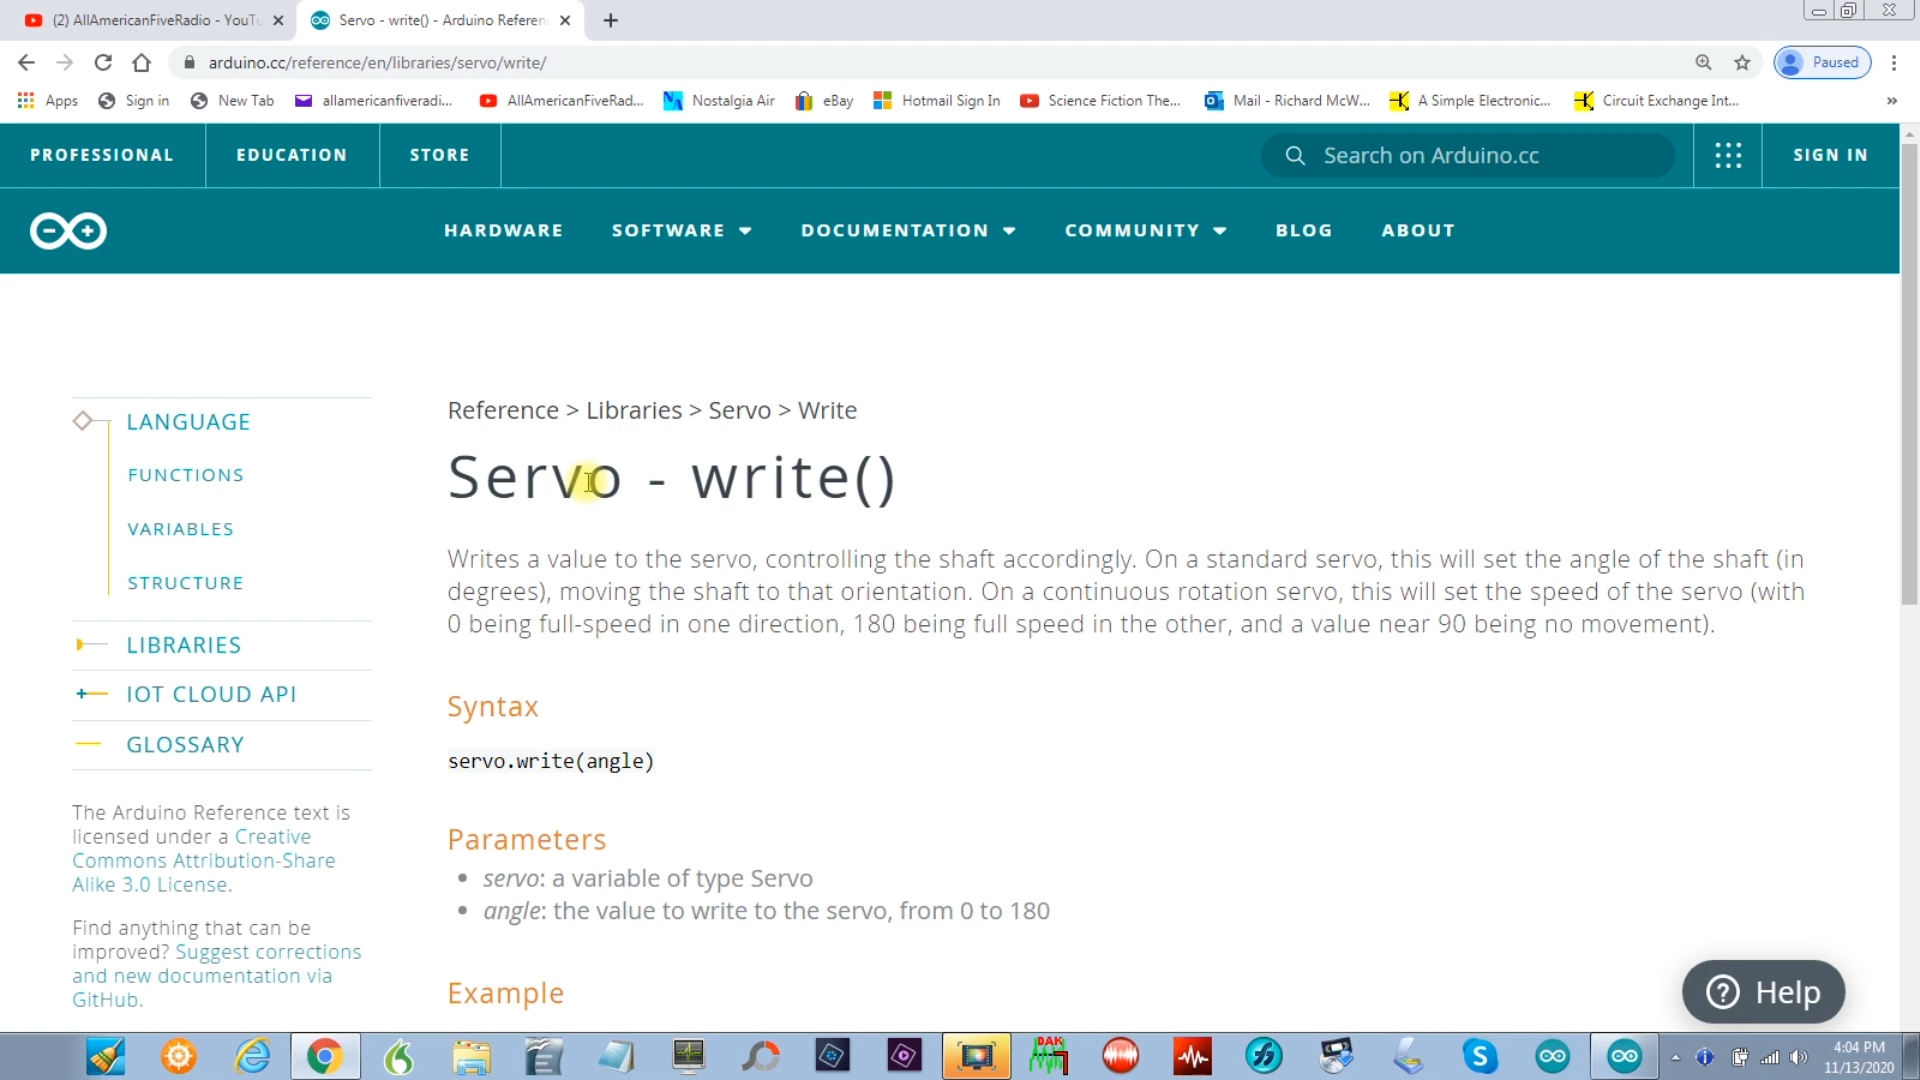 (2) AllAmericanFiveRadio - YouTu
Servo - write() - Arduino Referen
arduino.cc/reference/en/libraries/servo/write/
Paused
Apps
Sign in
New Tab
allamericanfiveradi...
AllAmericanFiveRad...
Nostalgia Air
eBay
Hotmail Sign In
Science Fiction The...
Mail - Richard McW...
A Simple Electronic...
Circuit Exchange Int...
»
PROFESSIONAL
EDUCATION
STORE
Search on Arduino.cc
SIGN IN
HARDWARE
SOFTWARE
DOCUMENTATION
COMMUNITY
BLOG
ABOUT
LANGUAGE
FUNCTIONS
VARIABLES
STRUCTURE
LIBRARIES
IOT CLOUD API
GLOSSARY
The Arduino Reference text is
licensed under a Creative
Commons Attribution-Share
Alike 3.0 License.
Find anything that can be
improved? Suggest corrections
and new documentation via
GitHub.
Reference > Libraries > Servo > Write
Servo - write()
Writes a value to the servo, controlling the shaft accordingly. On a standard servo, this will set the angle of the shaft (in
degrees), moving the shaft to that orientation. On a continuous rotation servo, this will set the speed of the servo (with
0 being full-speed in one direction, 180 being full speed in the other, and a value near 90 being no movement).
Syntax
servo.write(angle)
Parameters
• servo: a variable of type Servo
• angle: the value to write to the servo, from 0 to 180
Example
Help
DAK
4:04 PM
11/13/2020